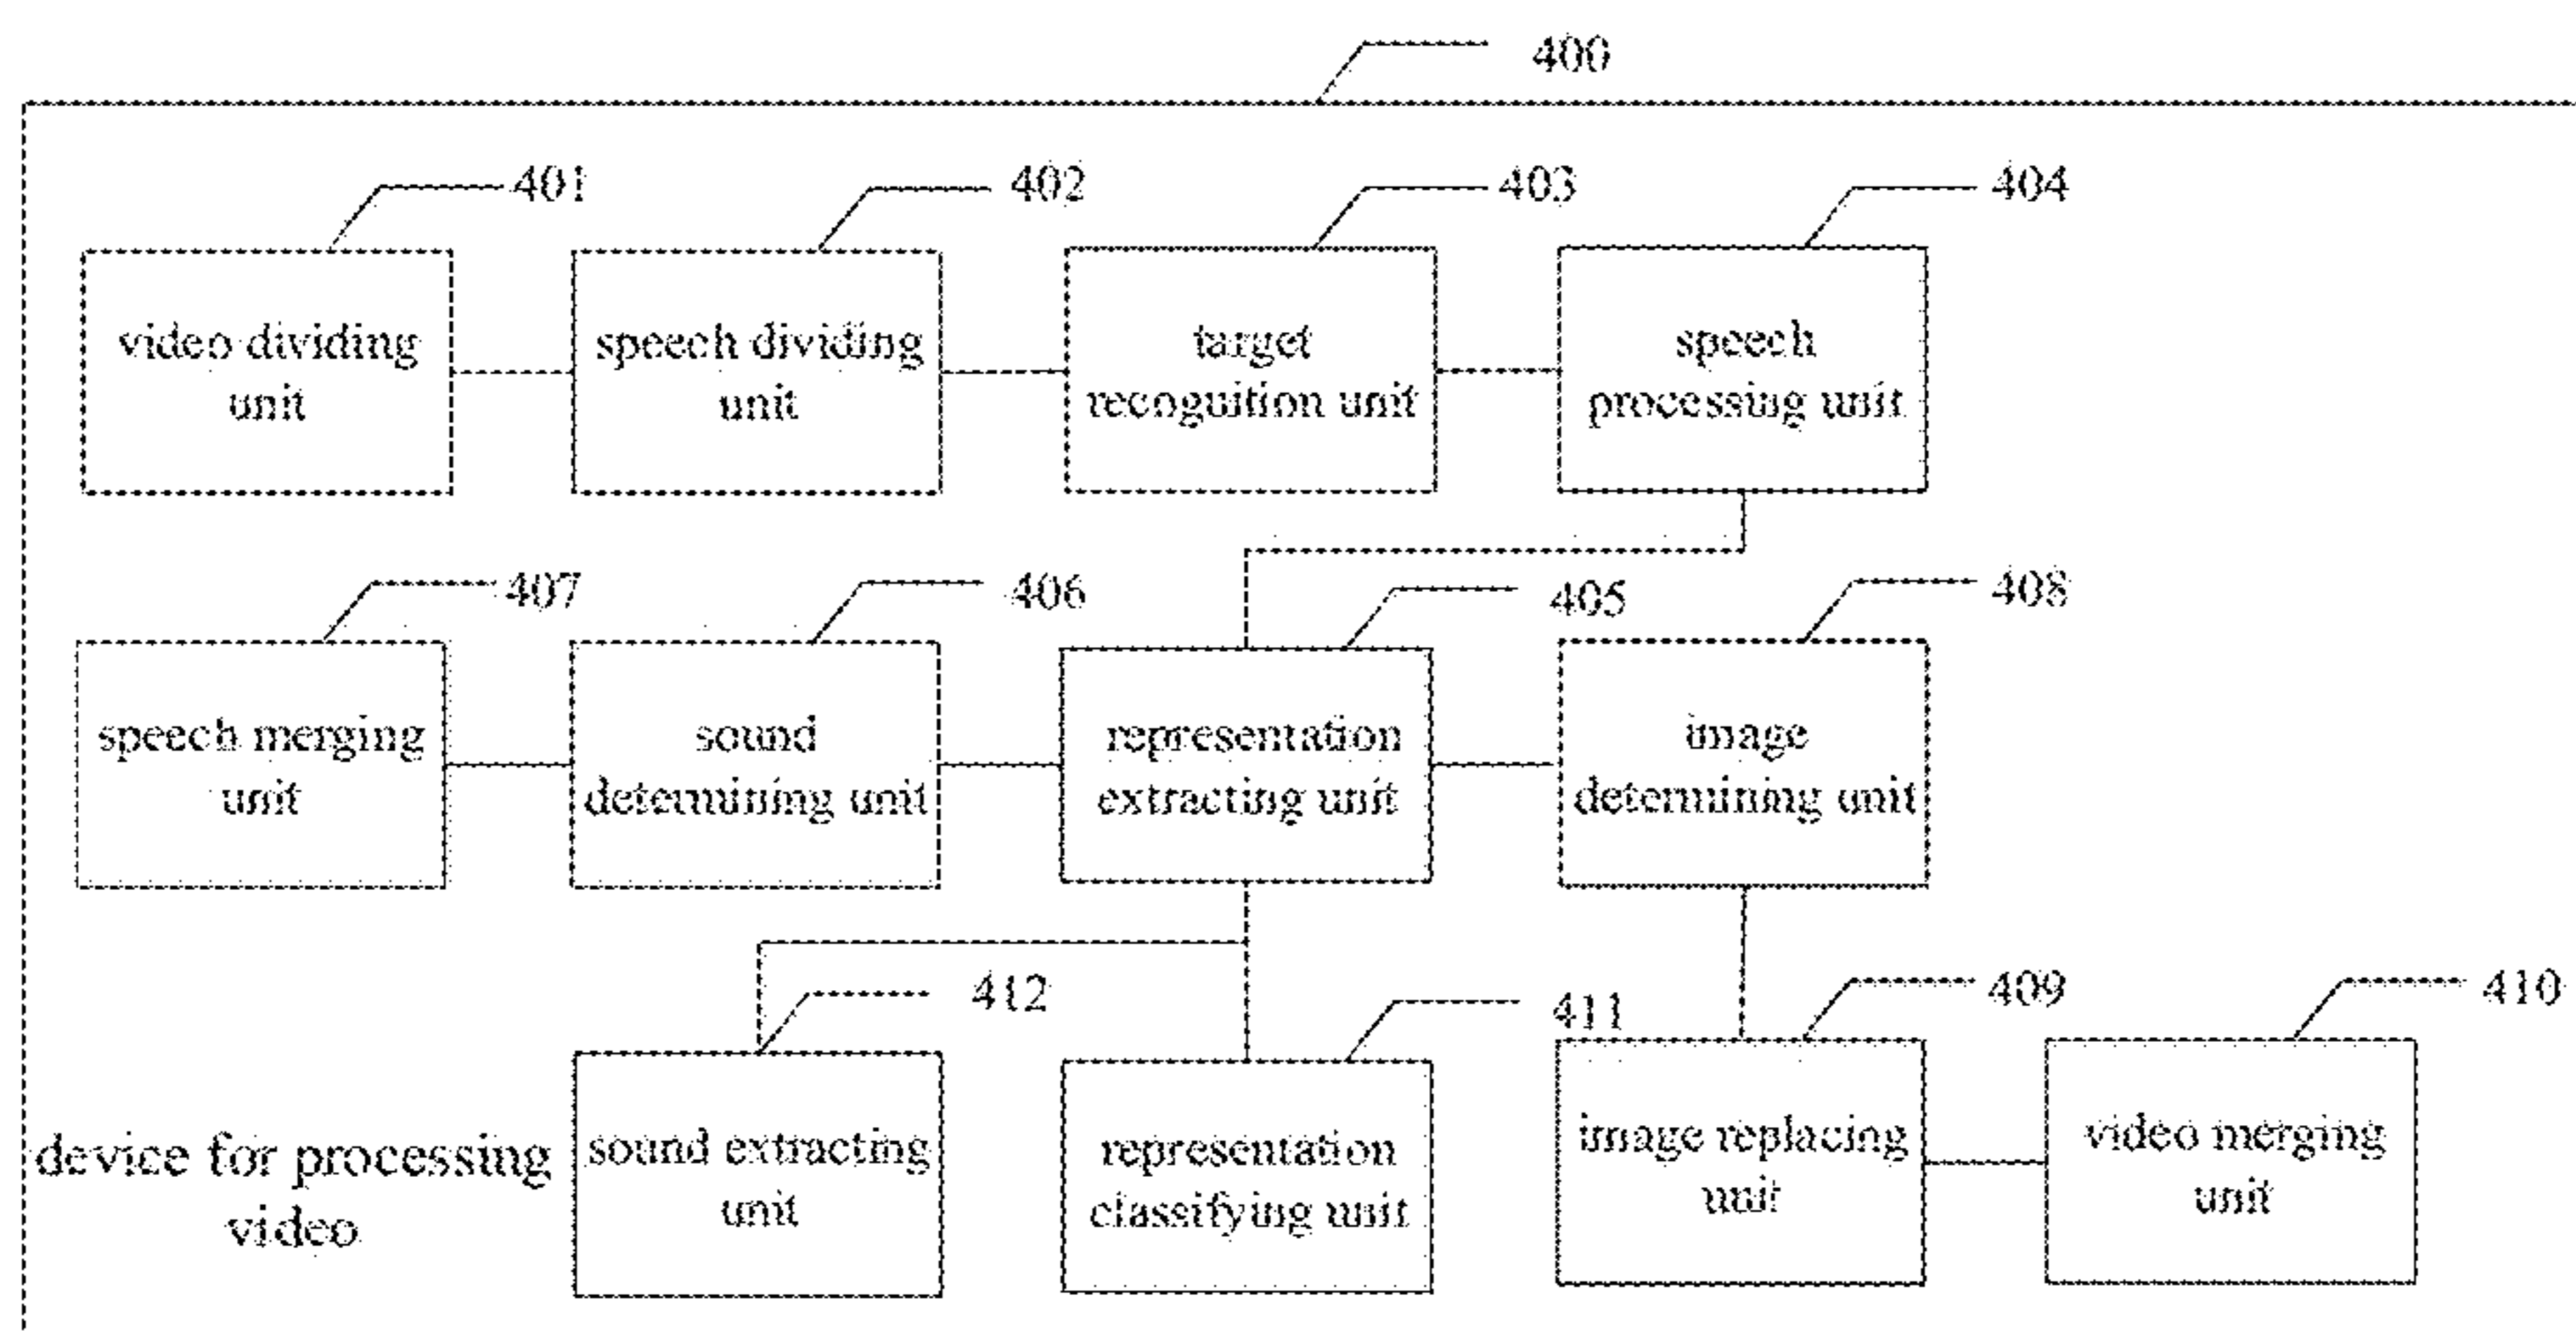 400
401
402
403
404
video dividing
unit
speech dividing
unit
target
recognition unit
speech
processing unit
407
406
405
408
speech merging
unit
sound
determining unit
representation
extracting unit
image
determining unit
412
411
409
410
device for processing
video
sound extracting
unit
representation
classifying unit
image replacing
unit
video merging
unit